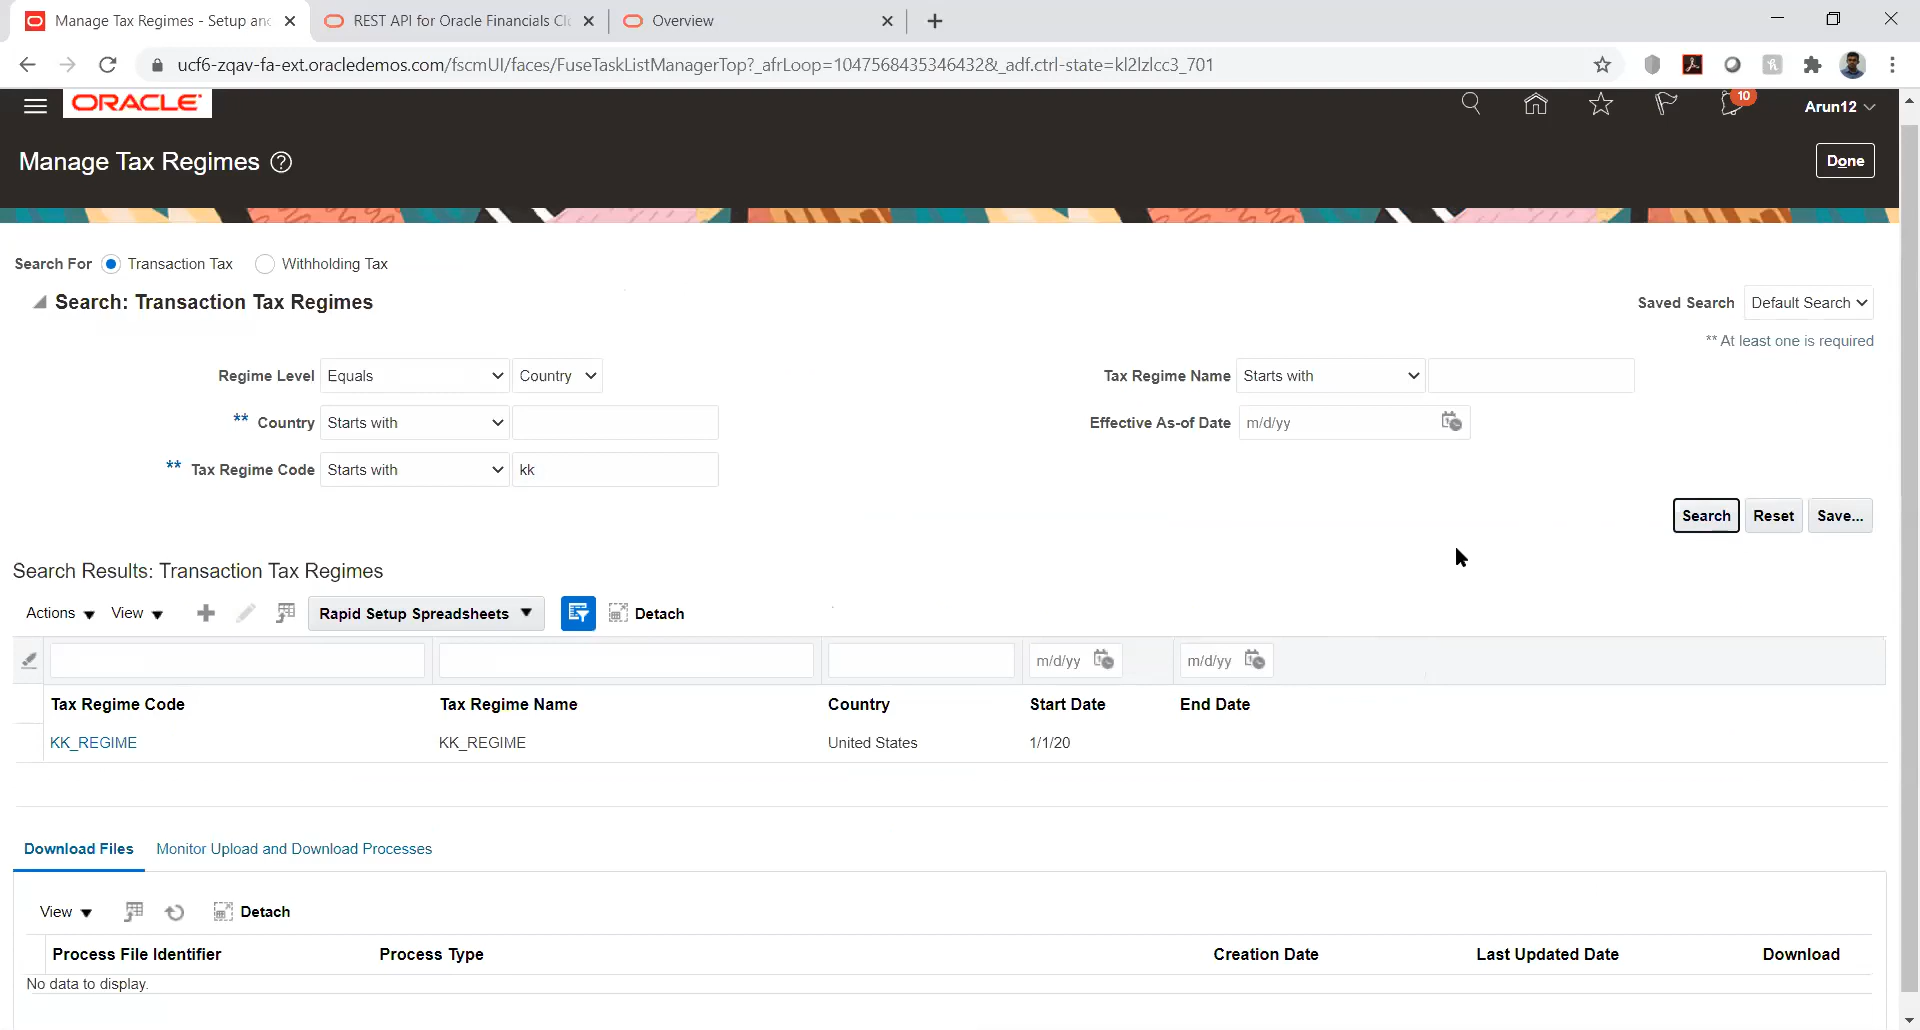 Manage Tax Regimes - Setup and
REST API for Oracle Financials Clo
Overview
ucf6-zqav-fa-ext.oracledemos.com/fscmUI/faces/FuseTaskListManagerTop?_afrLoop=1047568435346432&_adf.ctrl-state=kl2lzlcc3_701
ORACLE
10
Arun12
Manage Tax Regimes
Done
Search For Transaction Tax Withholding Tax
Search: Transaction Tax Regimes
Saved Search Default Search
** At least one is required
Regime Level Equals Country
Tax Regime Name Starts with
** Country Starts with
Effective As-of Date m/d/yy
** Tax Regime Code Starts with kk
Search Reset Save...
Search Results: Transaction Tax Regimes
Actions View Rapid Setup Spreadsheets Detach
m/d/yy m/d/yy
Tax Regime Code Tax Regime Name Country Start Date End Date
KK_REGIME KK_REGIME United States 1/1/20
Download Files Monitor Upload and Download Processes
View Detach
Process File Identifier Process Type Creation Date Last Updated Date Download
No data to display.